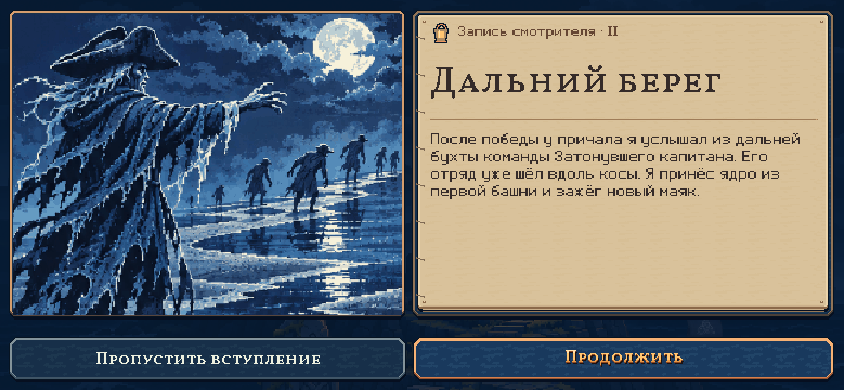 Запись смотрителя · II
Дальний берег
После победы у причала я услышал из дальней
бухты команды Затонувшего капитана. Его
отряд уже шёл вдоль косы. Я принёс ядро из
первой башни и зажёг новый маяк.
Пропустить вступление
Продолжить